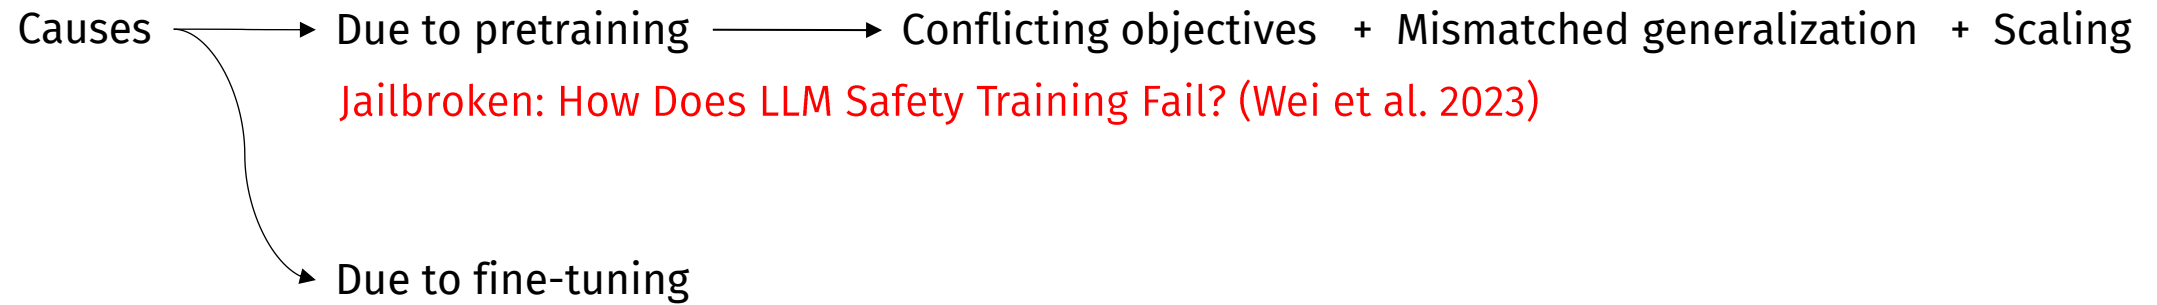 Causes Due to pretraining Conflicting objectives + Mismatched generalization + Scaling
Jailbroken: How Does LLM Safety Training Fail? (Wei et al. 2023)
Due to fine-tuning